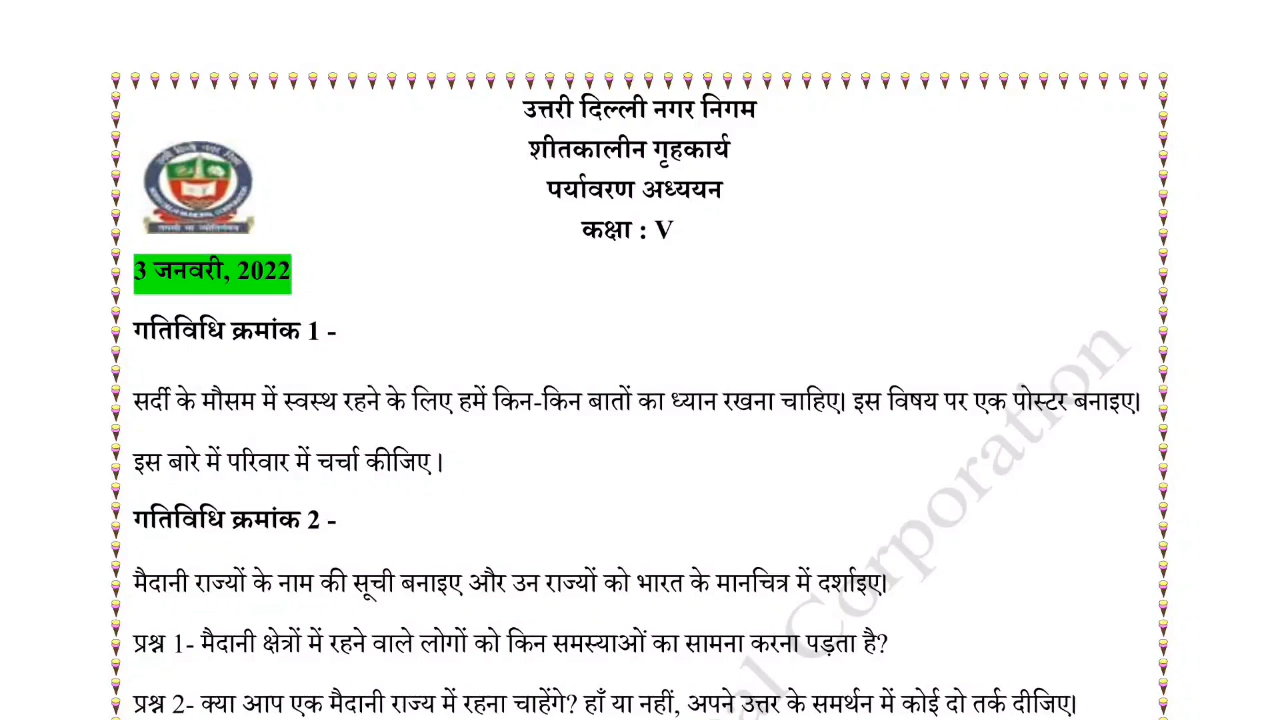 उत्तरी दिल्ली नगर निगम
शीतकालीन गृहकार्य
पर्यावरण अध्ययन
कक्षा : V
3 जनवरी, 2022
गतिविधि क्रमांक 1 -
सर्दी के मौसम में स्वस्थ रहने के लिए हमें किन-किन बातों का ध्यान रखना चाहिए। इस विषय पर एक पोस्टर बनाइए।
इस बारे में परिवार में चर्चा कीजिए ।
गतिविधि क्रमांक 2 -
मैदानी राज्यों के नाम की सूची बनाइए और उन राज्यों को भारत के मानचित्र में दर्शाइए।
प्रश्न 1- मैदानी क्षेत्रों में रहने वाले लोगों को किन समस्याओं का सामना करना पड़ता है?
प्रश्न 2- क्या आप एक मैदानी राज्य में रहना चाहेंगे? हाँ या नहीं, अपने उत्तर के समर्थन में कोई दो तर्क दीजिए।
Corporation